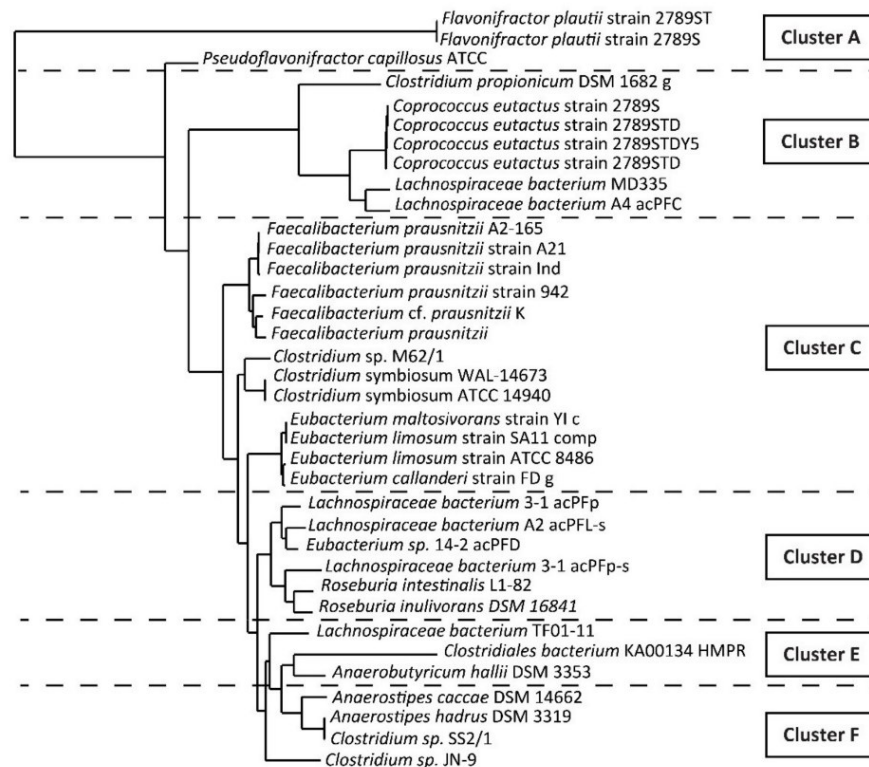 Flavonifractor plautii strain 2789ST
Flavonifractor plautii strain 2789S
Cluster A
Pseudoflavonifractor capillosus ATCC
Clostridium propionicum DSM 1682 g
Coprococcus eutactus strain 2789S
Coprococcus eutactus strain 2789STD
Coprococcus eutactus strain 2789STDY5
Coprococcus eutactus strain 2789STD
Cluster B
Lachnospiraceae bacterium MD335
Lachnospiraceae bacterium A4 acPFC
Faecalibacterium prausnitzii A2-165
Faecalibacterium prausnitzii strain A21
Faecalibacterium prausnitzii strain Ind
Faecalibacterium prausnitzii strain 942
Faecalibacterium cf. prausnitzii K
Faecalibacterium prausnitzii
Cluster C
Clostridium sp. M62/1
Clostridium symbiosum WAL-14673
Clostridium symbiosum ATCC 14940
Eubacterium maltosivorans strain YI c
Eubacterium limosum strain SA11 comp
Eubacterium limosum strain ATCC 8486
Eubacterium callanderi strain FD g
Lachnospiraceae bacterium 3-1 acPFp
Lachnospiraceae bacterium A2 acPFL-s
Eubacterium sp. 14-2 acPFD
Cluster D
Lachnospiraceae bacterium 3-1 acPFp-s
Roseburia intestinalis L1-82
Roseburia inulivorans DSM 16841
Lachnospiraceae bacterium TF01-11
Clostridiales bacterium KA00134 HMPR
Cluster E
Anaerobutyricum hallii DSM 3353
Anaerostipes caccae DSM 14662
Anaerostipes hadrus DSM 3319
Cluster F
Clostridium sp. SS2/1
Clostridium sp. JN-9